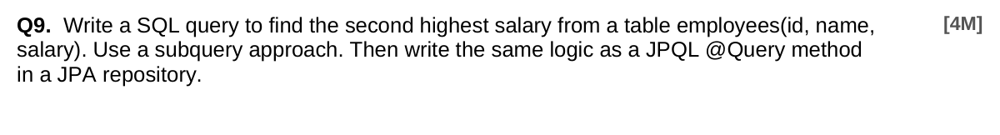 Q9. Write a SQL query to find the second highest salary from a table employees(id, name, [4M]
salary). Use a subquery approach. Then write the same logic as a JPQL @Query method
in a JPA repository.